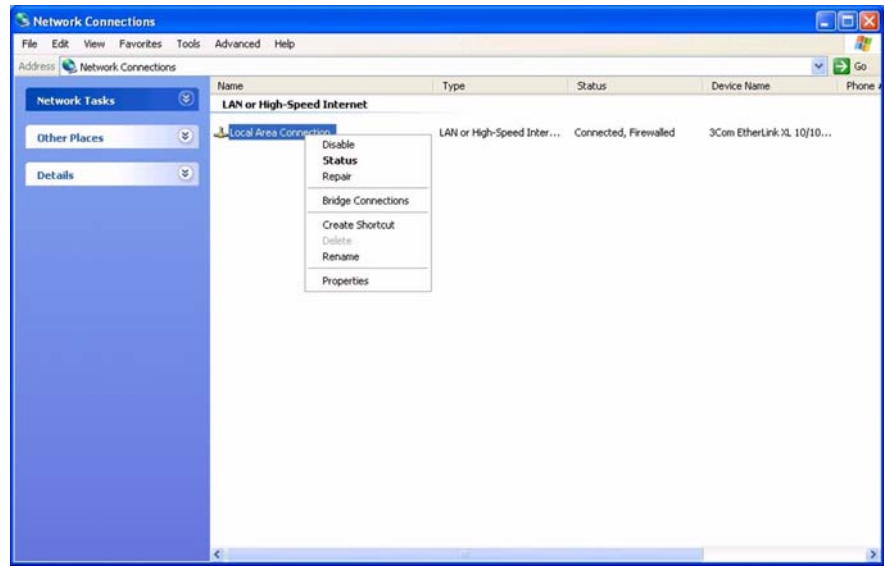 Network Connections
File Edit View Favorites Tools Advanced Help
Address Network Connections Go
Name Type Status Device Name Phone
Network Tasks
LAN or High-Speed Internet
Other Places
Local Area Connection LAN or High-Speed Inter... Connected, Firewalled 3Com EtherLink XL 10/10...
Details
Disable
Status
Repair
Bridge Connections
Create Shortcut
Delete
Rename
Properties